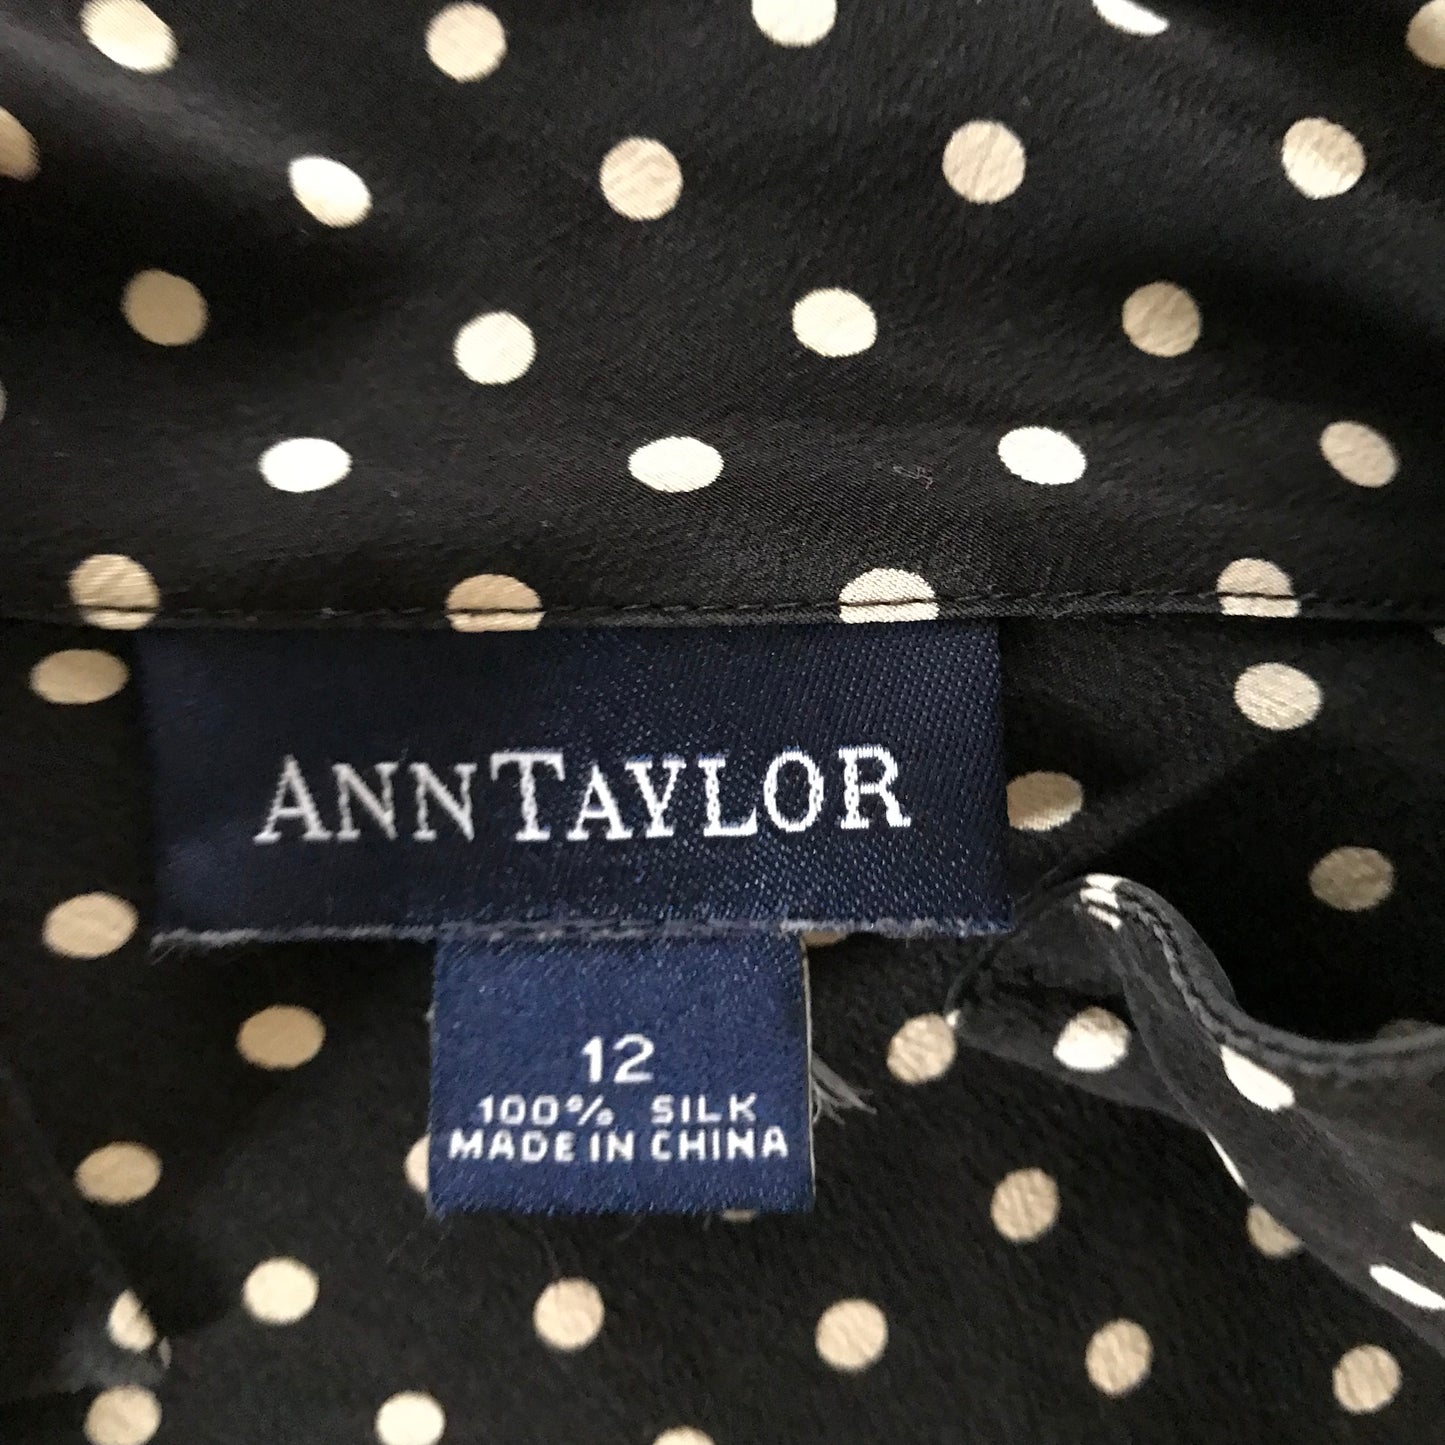 ANNTAYLOR
12
100% SILK
MADE IN CHINA